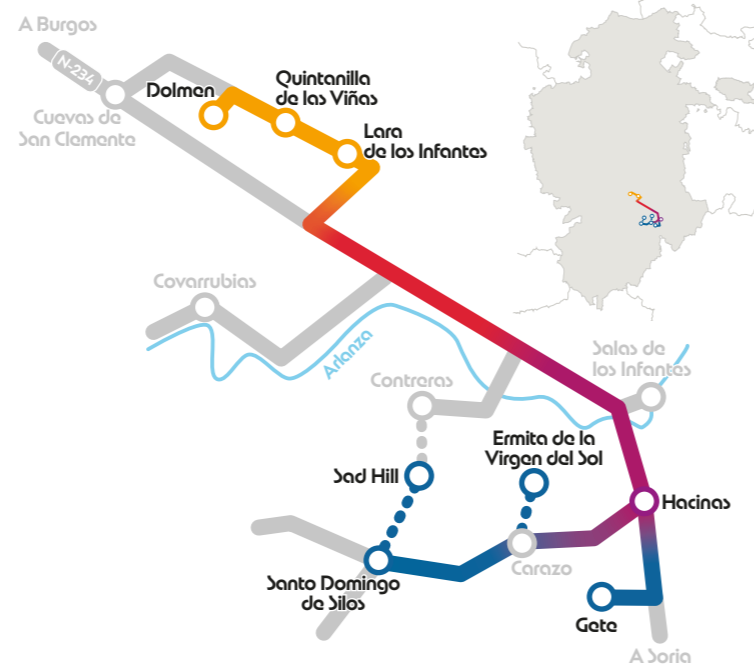 A Burgos
N-234
Dolmen
Quintanilla
de las Viñas
Cuevas de
San Clemente
Lara
de los Infantes
Covarrubias
Arlanza
Salas de
los Infantes
Contreras
Ermita de la
Virgen del Sol
Sad Hill
Hacinas
Carazo
Santo Domingo
de Silos
Gete
A Soria